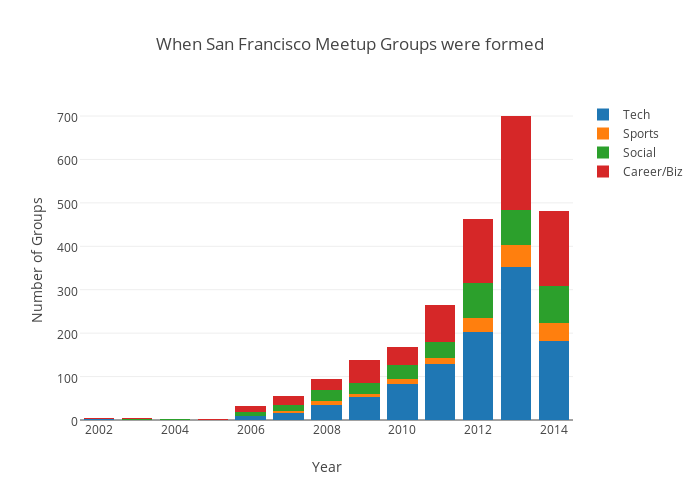 When San Francisco Meetup Groups were formed
700
600
500
400
300
200
100
0
Number of Groups
2002
2004
2006
2008
2010
2012
2014
Year
Tech
Sports
Social
Career/Biz